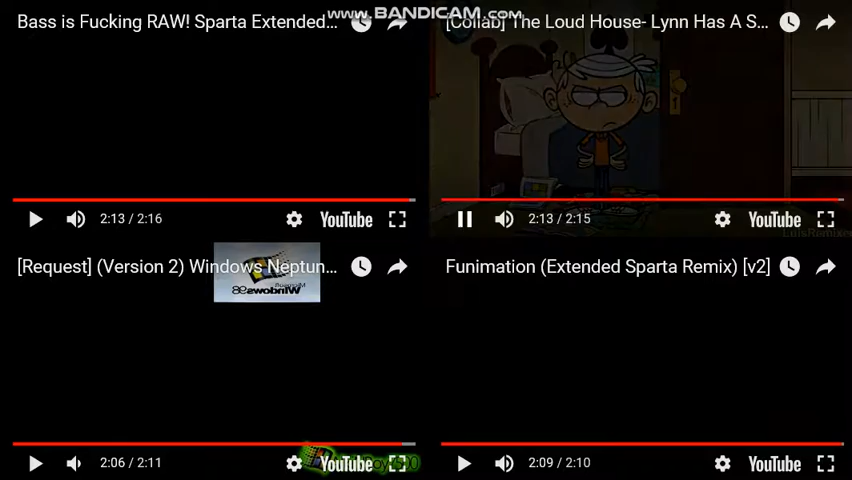 www.BANDICAM.com
Bass is Fucking RAW! Sparta Extended...
[Collab] The Loud House- Lynn Has A S...
2:13 / 2:16
YouTube
2:13 / 2:15
YouTube
[Request] (Version 2) Windows Neptun...
Microsoft
Windows98
Funimation (Extended Sparta Remix) [v2]
2:06 / 2:11
YouTube
2:09 / 2:10
YouTube